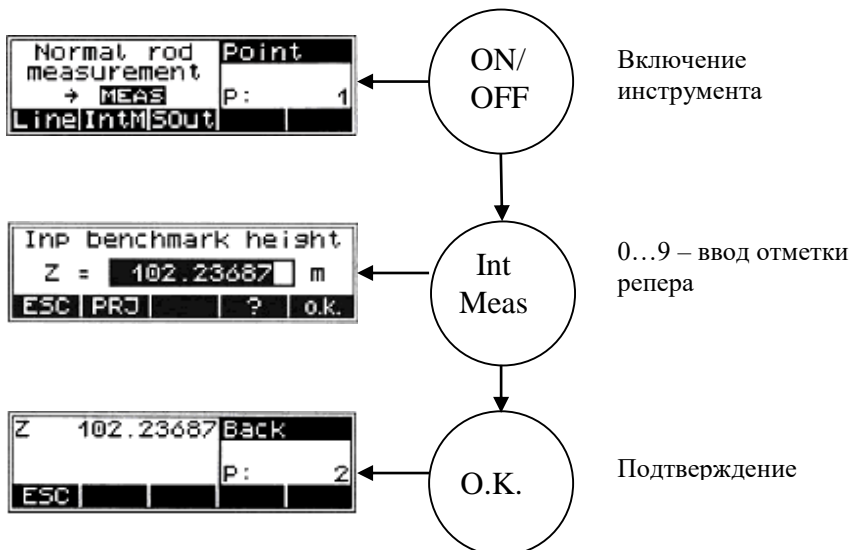 Normal rod
measurement
→ MEAS
Line IntM SOut
Point
P: 1
ON/
OFF
Включение
инструмента
Inp benchmark height
Z = 102.23687 m
ESC PRJ ? o.k.
Int
Meas
0…9 – ввод отметки
репера
Z 102.23687
Back
P: 2
ESC
O.K.
Подтверждение